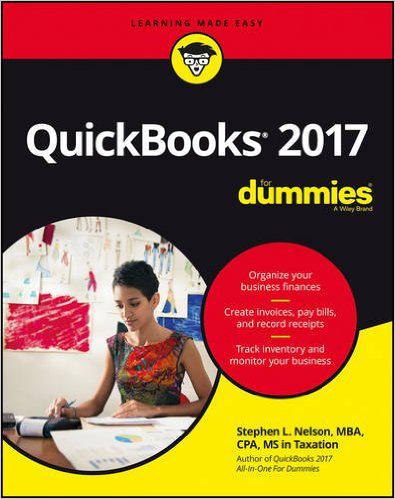 LEARNING MADE EASY
QuickBooks® 2017
for
dummies®
A Wiley Brand
Organize your
business finances
Create invoices, pay bills,
and record receipts
Track inventory and
monitor your business
Stephen L. Nelson, MBA,
CPA, MS in Taxation
Author of QuickBooks 2017
All-In-One For Dummies